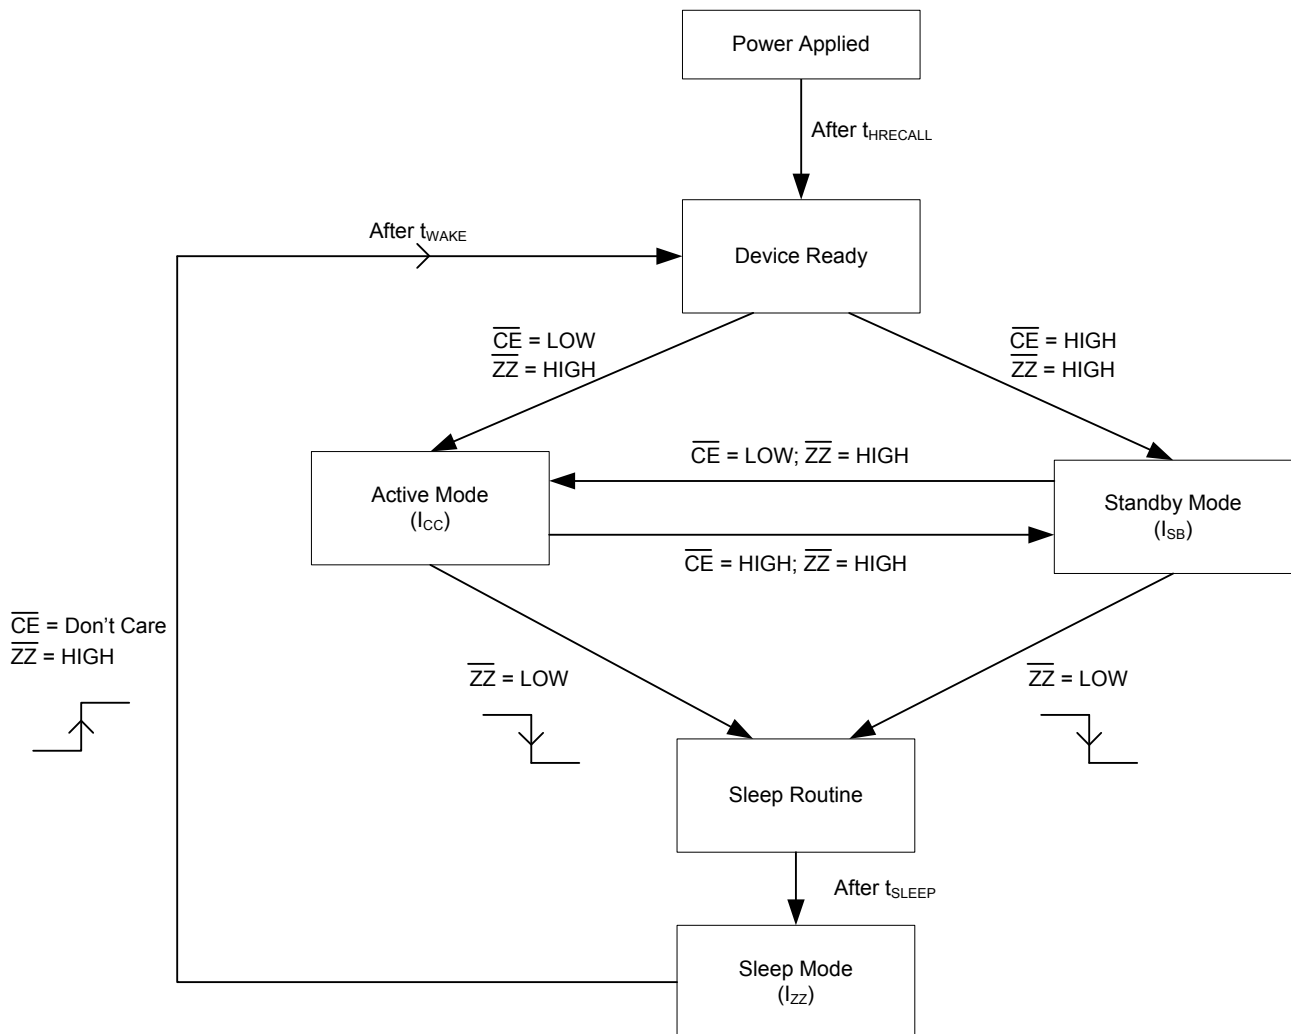 Power Applied
After tHRECALL
After tWAKE
Device Ready
CE = LOW
ZZ = HIGH
CE = HIGH
ZZ = HIGH
CE = LOW; ZZ = HIGH
Active Mode
(ICC)
Standby Mode
(ISB)
CE = HIGH; ZZ = HIGH
CE = Don't Care
ZZ = HIGH
ZZ = LOW
ZZ = LOW
Sleep Routine
After tSLEEP
Sleep Mode
(IZZ)